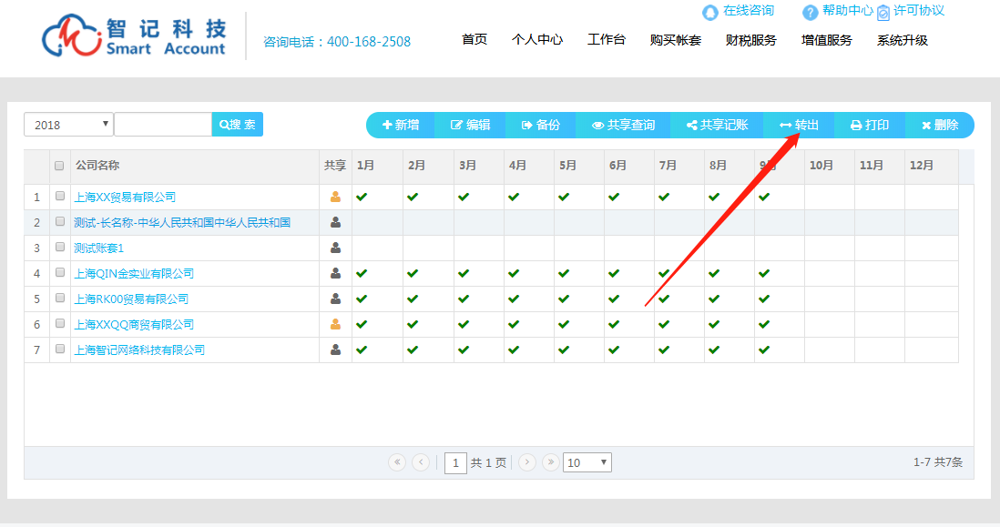 在线咨询 帮助中心 许可协议
智记科技
Smart Account
咨询电话：400-168-2508
首页 个人中心 工作台 购买帐套 财税服务 增值服务 系统升级
2018 搜 索 新增 编辑 备份 共享查询 共享记账 转出 打印 删除
公司名称 共享 1月 2月 3月 4月 5月 6月 7月 8月 9月 10月 11月 12月
1 上海XX贸易有限公司
2 测试-长名称-中华人民共和国中华人民共和国
3 测试账套1
4 上海QIN金实业有限公司
5 上海RK00贸易有限公司
6 上海XXQQ商贸有限公司
7 上海智记网络科技有限公司
1 共 1 页 10 1-7 共7条